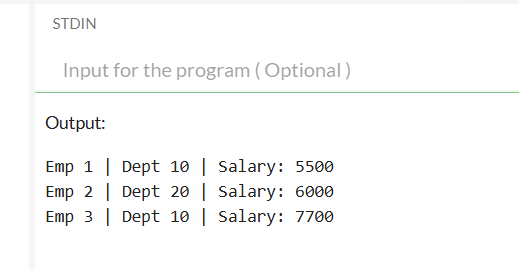 STDIN
Input for the program ( Optional )
Output:
Emp 1 | Dept 10 | Salary: 5500
Emp 2 | Dept 20 | Salary: 6000
Emp 3 | Dept 10 | Salary: 7700